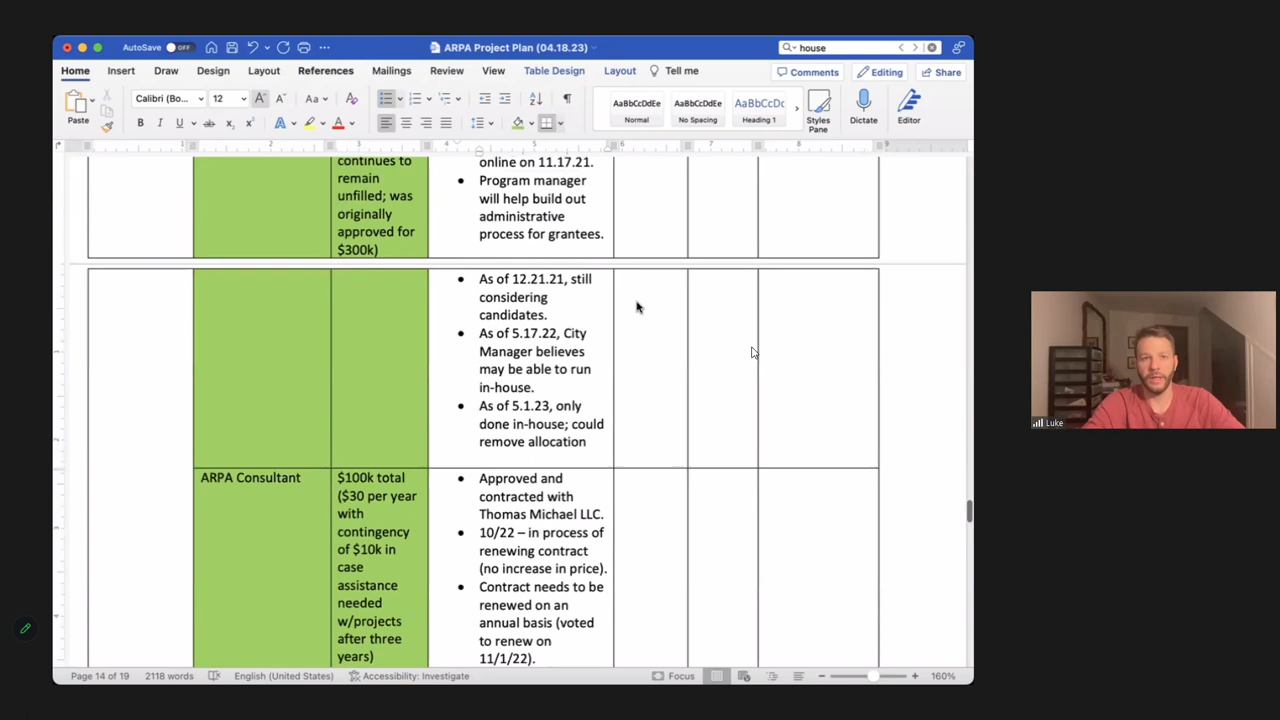 AutoSave OFF
ARPA Project Plan (04.18.23)
house
Home Insert Draw Design Layout References Mailings Review View Table Design Layout Tell me
Comments Editing Share
Paste
Calibri (Bo... 12
AaBbCcDdEe
Normal
AaBbCcDdEe
No Spacing
AaBbCcDc
Heading 1
Styles
Pane
Dictate
Editor
continues to
remain
unfilled; was
originally
approved for
$300k)
online on 11.17.21.
• Program manager
will help build out
administrative
process for grantees.
• As of 12.21.21, still
considering
candidates.
• As of 5.17.22, City
Manager believes
may be able to run
in-house.
• As of 5.1.23, only
done in-house; could
remove allocation
ARPA Consultant
$100k total
($30 per year
with
contingency
of $10k in
case
assistance
needed
w/projects
after three
years)
• Approved and
contracted with
Thomas Michael LLC.
• 10/22 – in process of
renewing contract
(no increase in price).
• Contract needs to be
renewed on an
annual basis (voted
to renew on
11/1/22).
Page 14 of 19 2118 words English (United States) Accessibility: Investigate Focus 160%
Luke